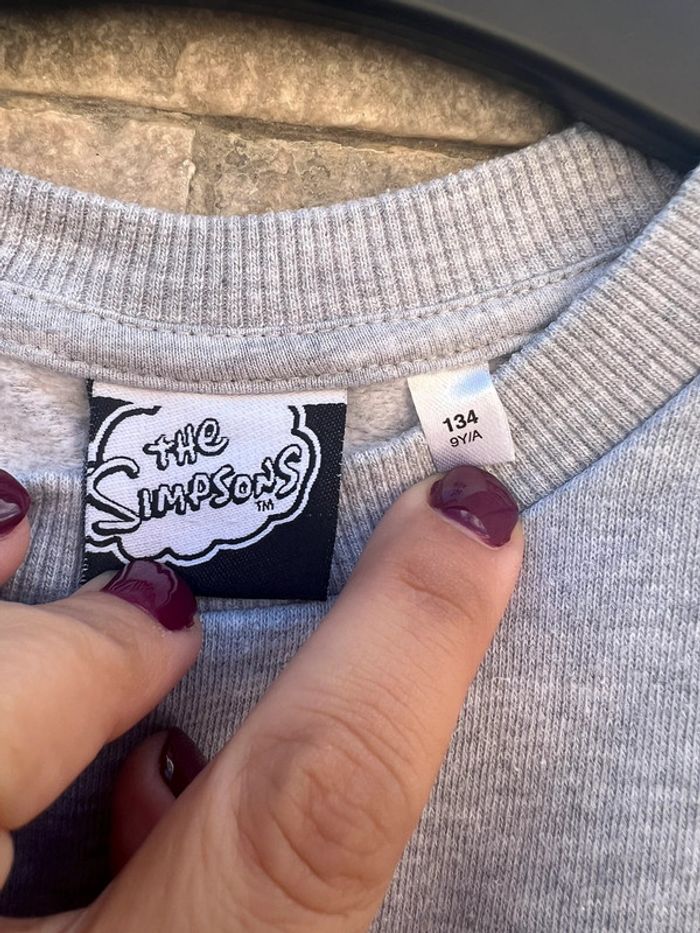 THE
SIMPSONS
TM
134
9Y/A